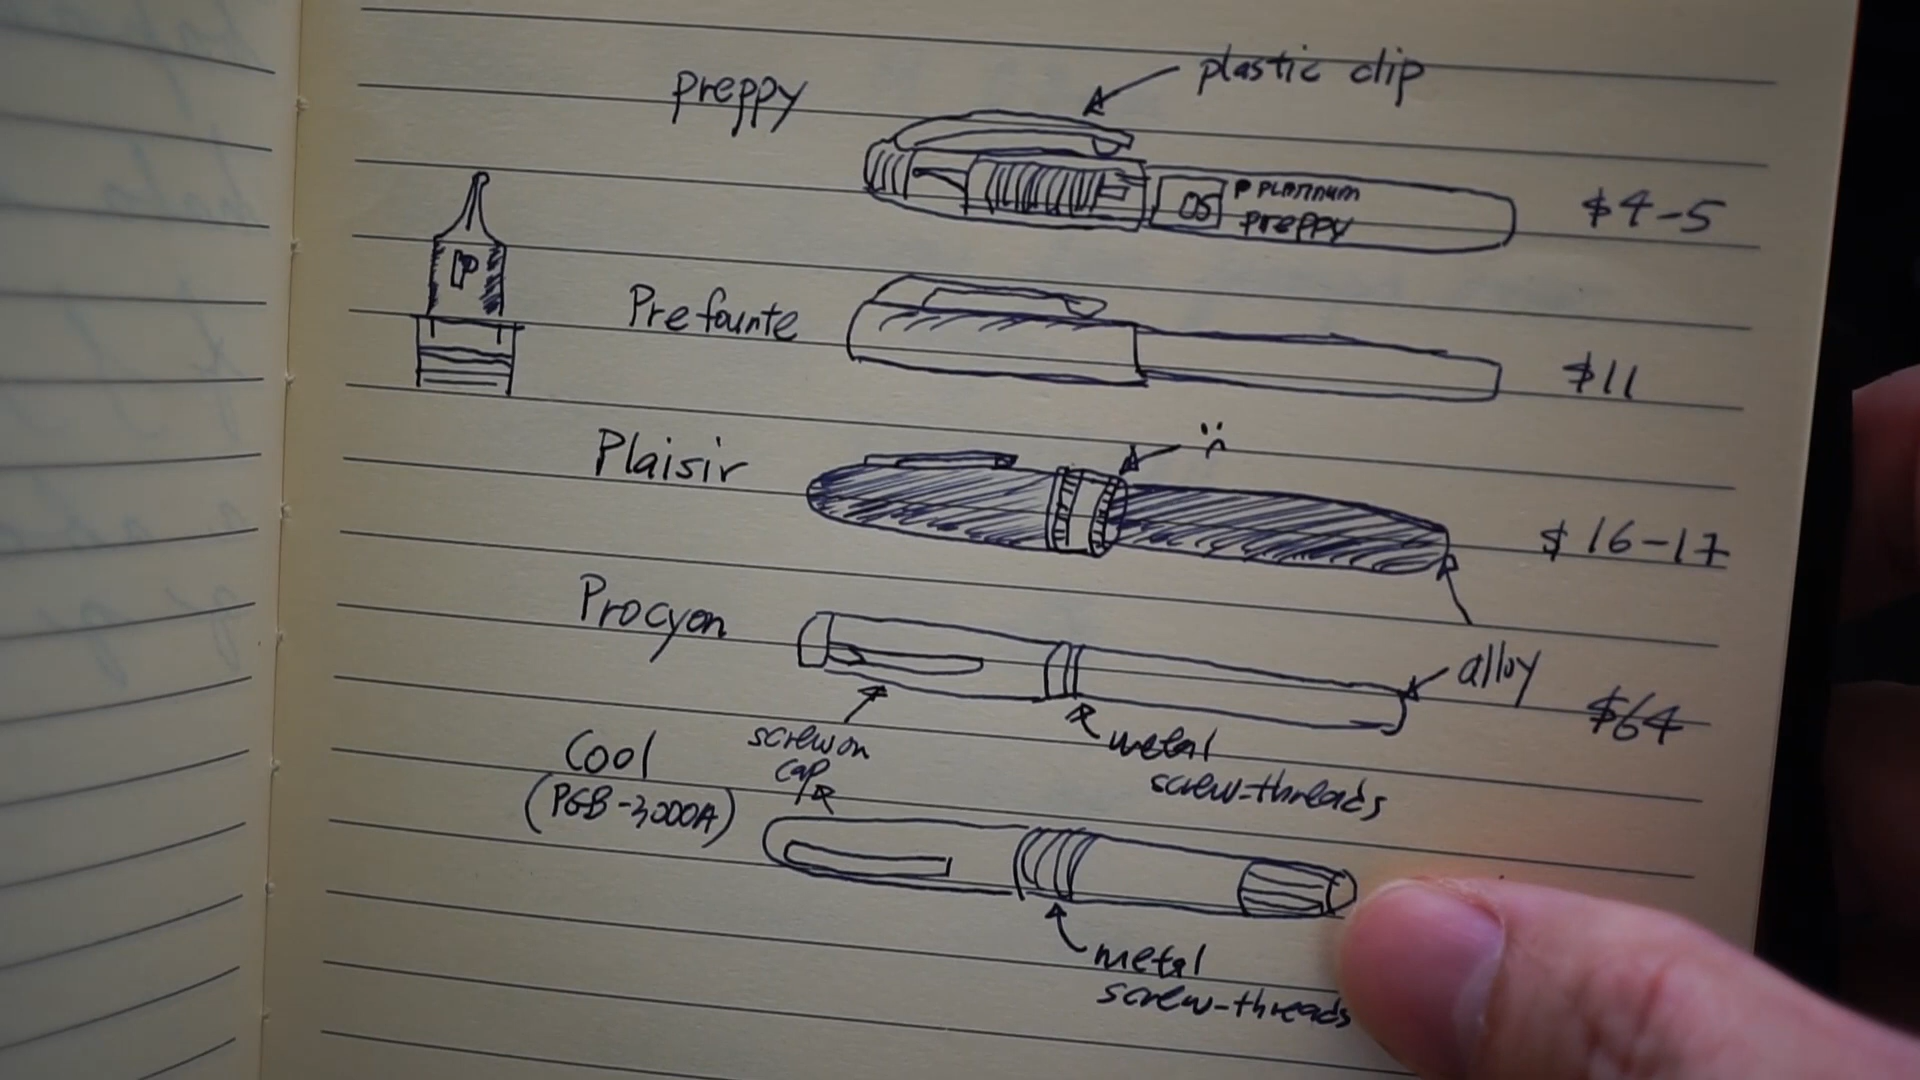 preppy
plastic clip
05
P PLATINUM
preppy
$4-5
P
Prefounte
$11
Plaisir
$16-17
Procyon
alloy
$64
screw on
cap
metal
screw-threads
Cool
(PGB-3000A)
metal
screw-threads